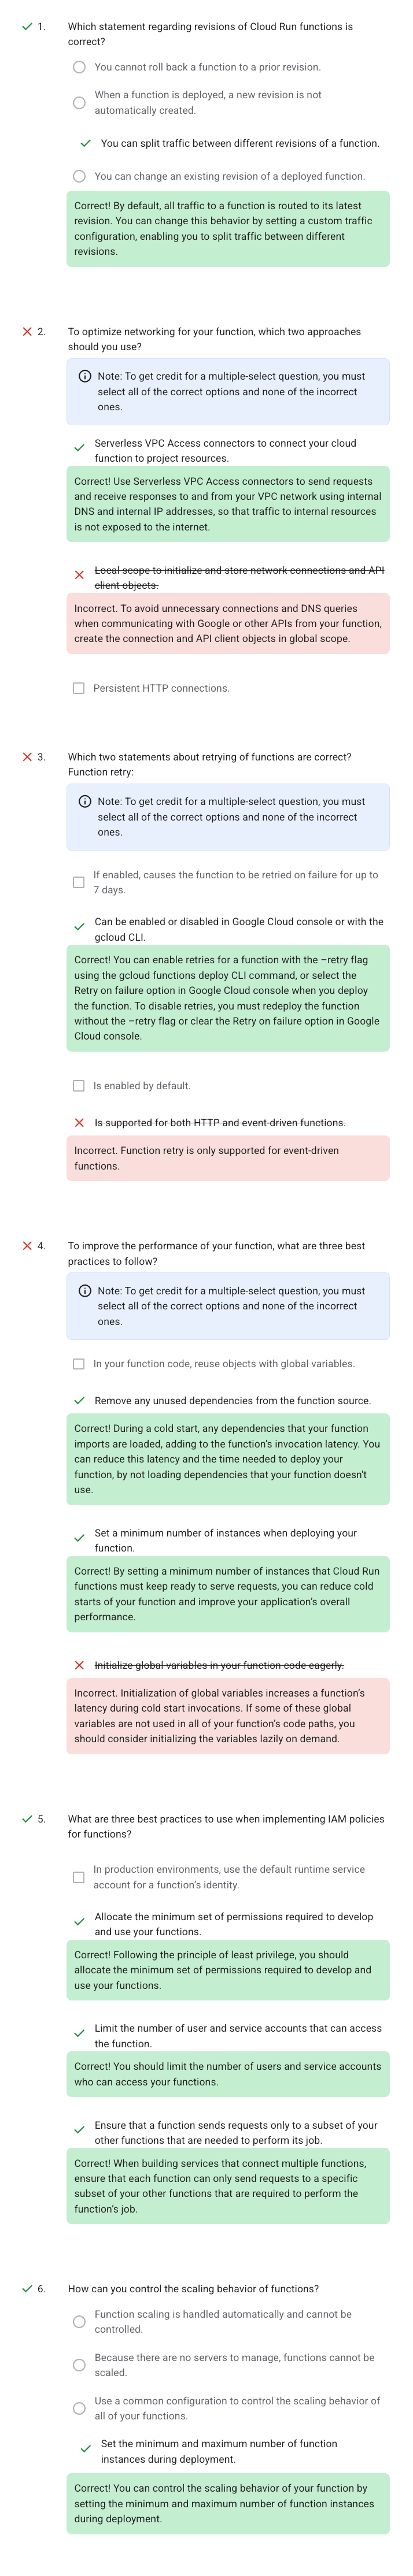 1. Which statement regarding revisions of Cloud Run functions is
correct?
You cannot roll back a function to a prior revision.
When a function is deployed, a new revision is not
automatically created.
You can split traffic between different revisions of a function.
You can change an existing revision of a deployed function.
Correct! By default, all traffic to a function is routed to its latest
revision. You can change this behavior by setting a custom traffic
configuration, enabling you to split traffic between different
revisions.
2. To optimize networking for your function, which two approaches
should you use?
Note: To get credit for a multiple-select question, you must
select all of the correct options and none of the incorrect
ones.
Serverless VPC Access connectors to connect your cloud
function to project resources.
Correct! Use Serverless VPC Access connectors to send requests
and receive responses to and from your VPC network using internal
DNS and internal IP addresses, so that traffic to internal resources
is not exposed to the internet.
Local scope to initialize and store network connections and API
client objects.
Incorrect. To avoid unnecessary connections and DNS queries
when communicating with Google or other APIs from your function,
create the connection and API client objects in global scope.
Persistent HTTP connections.
3. Which two statements about retrying of functions are correct?
Function retry:
Note: To get credit for a multiple-select question, you must
select all of the correct options and none of the incorrect
ones.
If enabled, causes the function to be retried on failure for up to
7 days.
Can be enabled or disabled in Google Cloud console or with the
gcloud CLI.
Correct! You can enable retries for a function with the –retry flag
using the gcloud functions deploy CLI command, or select the
Retry on failure option in Google Cloud console when you deploy
the function. To disable retries, you must redeploy the function
without the –retry flag or clear the Retry on failure option in Google
Cloud console.
Is enabled by default.
Is supported for both HTTP and event-driven functions.
Incorrect. Function retry is only supported for event-driven
functions.
4. To improve the performance of your function, what are three best
practices to follow?
Note: To get credit for a multiple-select question, you must
select all of the correct options and none of the incorrect
ones.
In your function code, reuse objects with global variables.
Remove any unused dependencies from the function source.
Correct! During a cold start, any dependencies that your function
imports are loaded, adding to the function's invocation latency. You
can reduce this latency and the time needed to deploy your
function, by not loading dependencies that your function doesn't
use.
Set a minimum number of instances when deploying your
function.
Correct! By setting a minimum number of instances that Cloud Run
functions must keep ready to serve requests, you can reduce cold
starts of your function and improve your application's overall
performance.
Initialize global variables in your function code eagerly.
Incorrect. Initialization of global variables increases a function's
latency during cold start invocations. If some of these global
variables are not used in all of your function's code paths, you
should consider initializing the variables lazily on demand.
5. What are three best practices to use when implementing IAM policies
for functions?
In production environments, use the default runtime service
account for a function's identity.
Allocate the minimum set of permissions required to develop
and use your functions.
Correct! Following the principle of least privilege, you should
allocate the minimum set of permissions required to develop and
use your functions.
Limit the number of user and service accounts that can access
the function.
Correct! You should limit the number of users and service accounts
who can access your functions.
Ensure that a function sends requests only to a subset of your
other functions that are needed to perform its job.
Correct! When building services that connect multiple functions,
ensure that each function can only send requests to a specific
subset of your other functions that are required to perform the
function's job.
6. How can you control the scaling behavior of functions?
Function scaling is handled automatically and cannot be
controlled.
Because there are no servers to manage, functions cannot be
scaled.
Use a common configuration to control the scaling behavior of
all of your functions.
Set the minimum and maximum number of function
instances during deployment.
Correct! You can control the scaling behavior of your function by
setting the minimum and maximum number of function instances
during deployment.